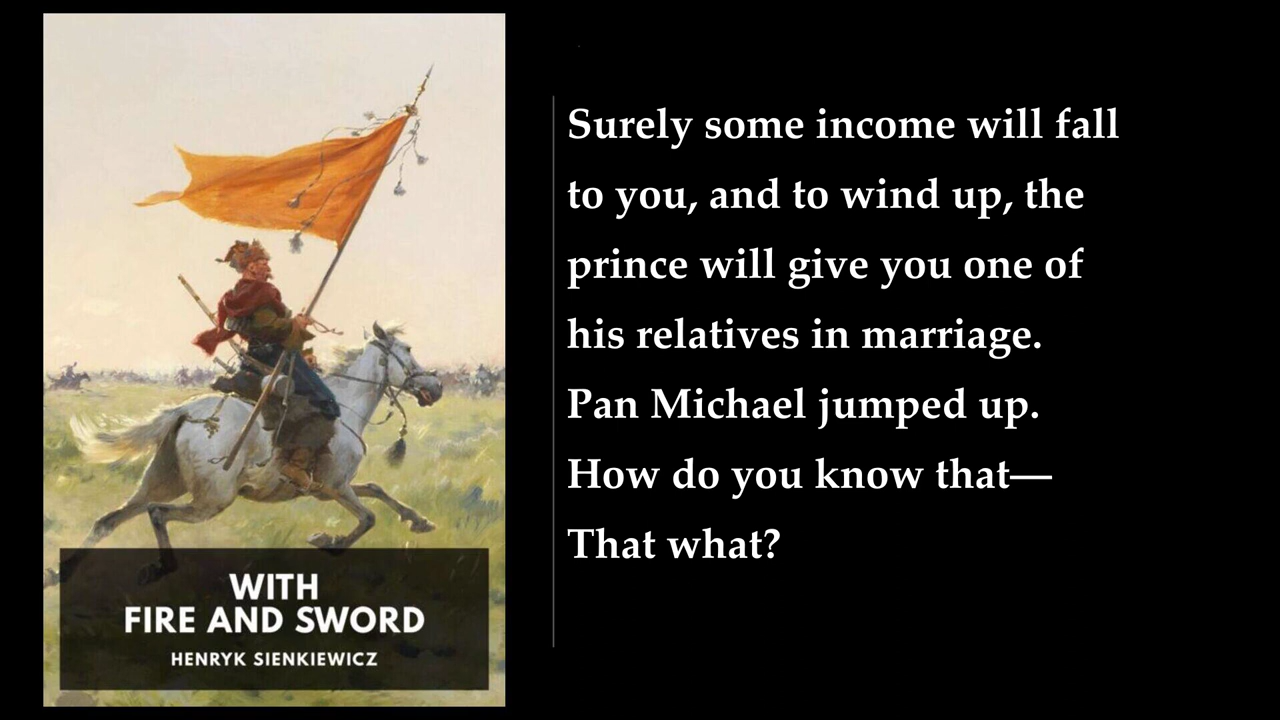 WITH
FIRE AND SWORD
HENRYK SIENKIEWICZ
Surely some income will fall
to you, and to wind up, the
prince will give you one of
his relatives in marriage.
Pan Michael jumped up.
How do you know that—
That what?